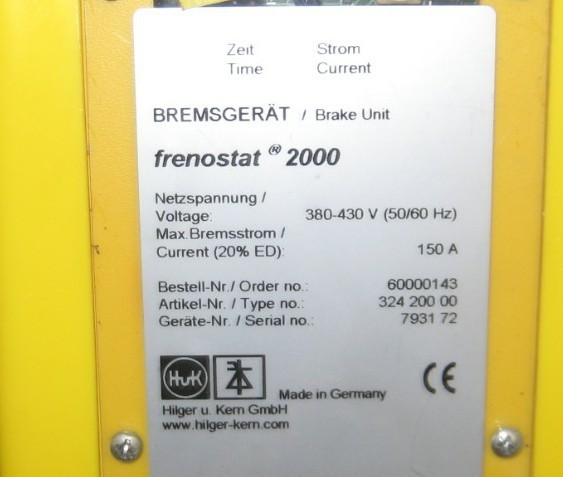 Zeit Strom
Time Current
BREMSGERÄT / Brake Unit
frenostat ® 2000
Netzspannung /
Voltage: 380-430 V (50/60 Hz)
Max.Bremsstrom /
Current (20% ED): 150 A
Bestell-Nr./ Order no.: 60000143
Artikel-Nr. / Type no.: 324 200 00
Geräte-Nr. / Serial no.: 7931 72
HuK
Made in Germany CE
Hilger u. Kern GmbH
www.hilger-kern.com